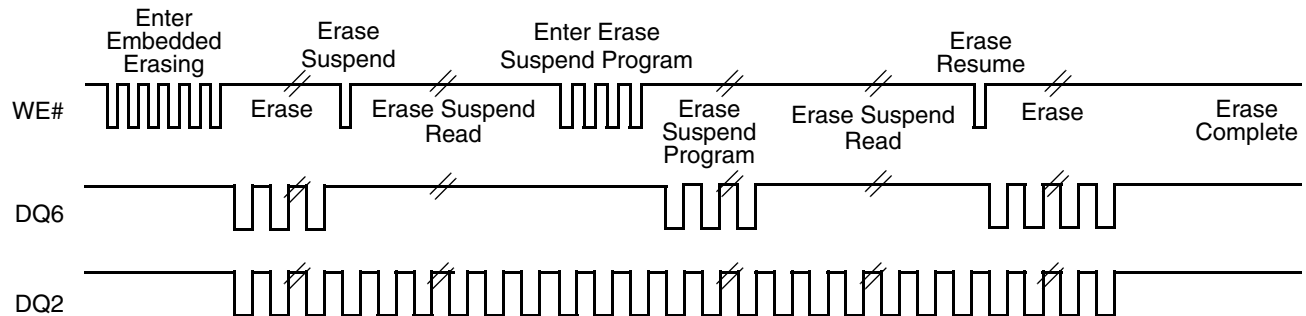 Enter
Embedded
Erasing
Erase
Suspend
Enter Erase
Suspend Program
Erase
Resume
WE#
Erase
Erase Suspend
Read
Erase
Suspend
Program
Erase Suspend
Read
Erase
Erase
Complete
DQ6
DQ2